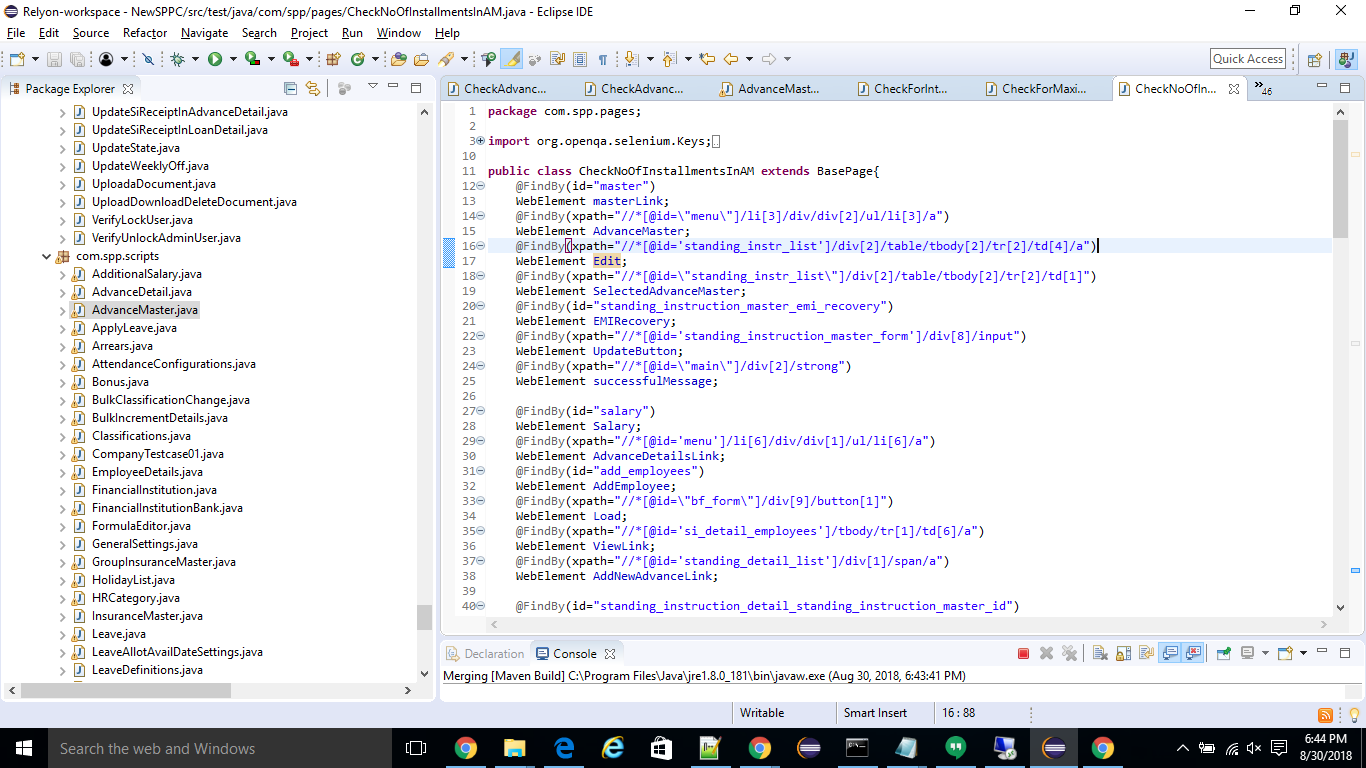 Relyon-workspace - NewSPPC/src/test/java/com/spp/pages/CheckNoOfInstallmentsInAM.java - Eclipse IDE
File Edit Source Refactor Navigate Search Project Run Window Help
Quick Access
Package Explorer
UpdateSiReceiptInAdvanceDetail.java
UpdateSiReceiptInLoanDetail.java
UpdateState.java
UpdateWeeklyOff.java
UploadaDocument.java
UploadDownloadDeleteDocument.java
VerifyLockUser.java
VerifyUnlockAdminUser.java
com.spp.scripts
AdditionalSalary.java
AdvanceDetail.java
AdvanceMaster.java
ApplyLeave.java
Arrears.java
AttendanceConfigurations.java
Bonus.java
BulkClassificationChange.java
BulkIncrementDetails.java
Classifications.java
CompanyTestcase01.java
EmployeeDetails.java
FinancialInstitution.java
FinancialInstitutionBank.java
FormulaEditor.java
GeneralSettings.java
GroupInsuranceMaster.java
HolidayList.java
HRCategory.java
InsuranceMaster.java
Leave.java
LeaveAllotAvailDateSettings.java
LeaveDefinitions.java
CheckAdvanc... CheckAdvanc... AdvanceMast... CheckForInt... CheckForMaxi... CheckNoOfIn... »46
1 package com.spp.pages;
2
3 import org.openqa.selenium.Keys;
10
11 public class CheckNoOfInstallmentsInAM extends BasePage{
12 @FindBy(id="master")
13 WebElement masterLink;
14 @FindBy(xpath="//*[@id=\"menu\"]/li[3]/div/div[2]/ul/li[3]/a")
15 WebElement AdvanceMaster;
16 @FindBy(xpath="//*[@id='standing_instr_list']/div[2]/table/tbody[2]/tr[2]/td[4]/a")
17 WebElement Edit;
18 @FindBy(xpath="//*[@id=\"standing_instr_list\"]/div[2]/table/tbody[2]/tr[2]/td[1]")
19 WebElement SelectedAdvanceMaster;
20 @FindBy(id="standing_instruction_master_emi_recovery")
21 WebElement EMIRecovery;
22 @FindBy(xpath="//*[@id='standing_instruction_master_form']/div[8]/input")
23 WebElement UpdateButton;
24 @FindBy(xpath="//*[@id=\"main\"]/div[2]/strong")
25 WebElement successfulMessage;
26
27 @FindBy(id="salary")
28 WebElement Salary;
29 @FindBy(xpath="//*[@id='menu']/li[6]/div/div[1]/ul/li[6]/a")
30 WebElement AdvanceDetailsLink;
31 @FindBy(id="add_employees")
32 WebElement AddEmployee;
33 @FindBy(xpath="//*[@id=\"bf_form\"]/div[9]/button[1]")
34 WebElement Load;
35 @FindBy(xpath="//*[@id='si_detail_employees']/tbody/tr[1]/td[6]/a")
36 WebElement ViewLink;
37 @FindBy(xpath="//*[@id='standing_detail_list']/div[1]/span/a")
38 WebElement AddNewAdvanceLink;
39
40 @FindBy(id="standing_instruction_detail_standing_instruction_master_id")
Declaration Console
Merging [Maven Build] C:\Program Files\Java\jre1.8.0_181\bin\javaw.exe (Aug 30, 2018, 6:43:41 PM)
Writable Smart Insert 16 : 88
Search the web and Windows
6:44 PM
8/30/2018